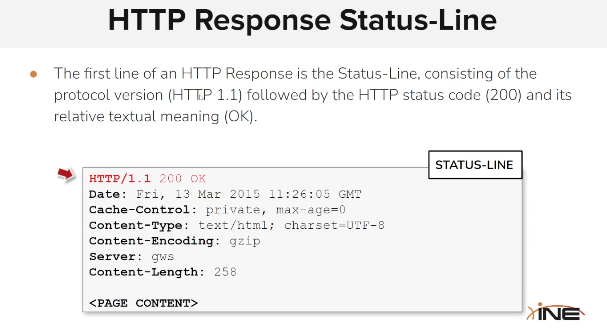 HTTP Response Status-Line
The first line of an HTTP Response is the Status-Line, consisting of the
protocol version (HTTP 1.1) followed by the HTTP status code (200) and its
relative textual meaning (OK).
STATUS-LINE
HTTP/1.1 200 OK
Date: Fri, 13 Mar 2015 11:26:05 GMT
Cache-Control: private, max-age=0
Content-Type: text/html; charset=UTF-8
Content-Encoding: gzip
Server: gws
Content-Length: 258
<PAGE CONTENT>
INE